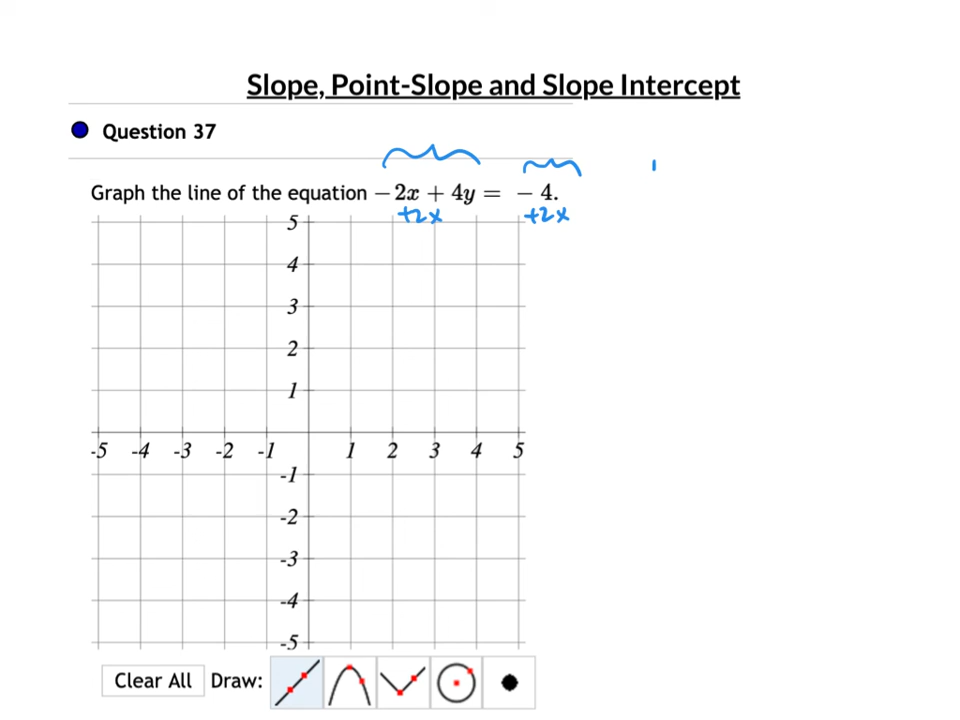 Slope, Point-Slope and Slope Intercept
Question 37
Graph the line of the equation −2x + 4y = −4.
+2x +2x
5
4
3
2
1
-5 -4 -3 -2 -1 1 2 3 4 5
-1
-2
-3
-4
-5
Clear All Draw: